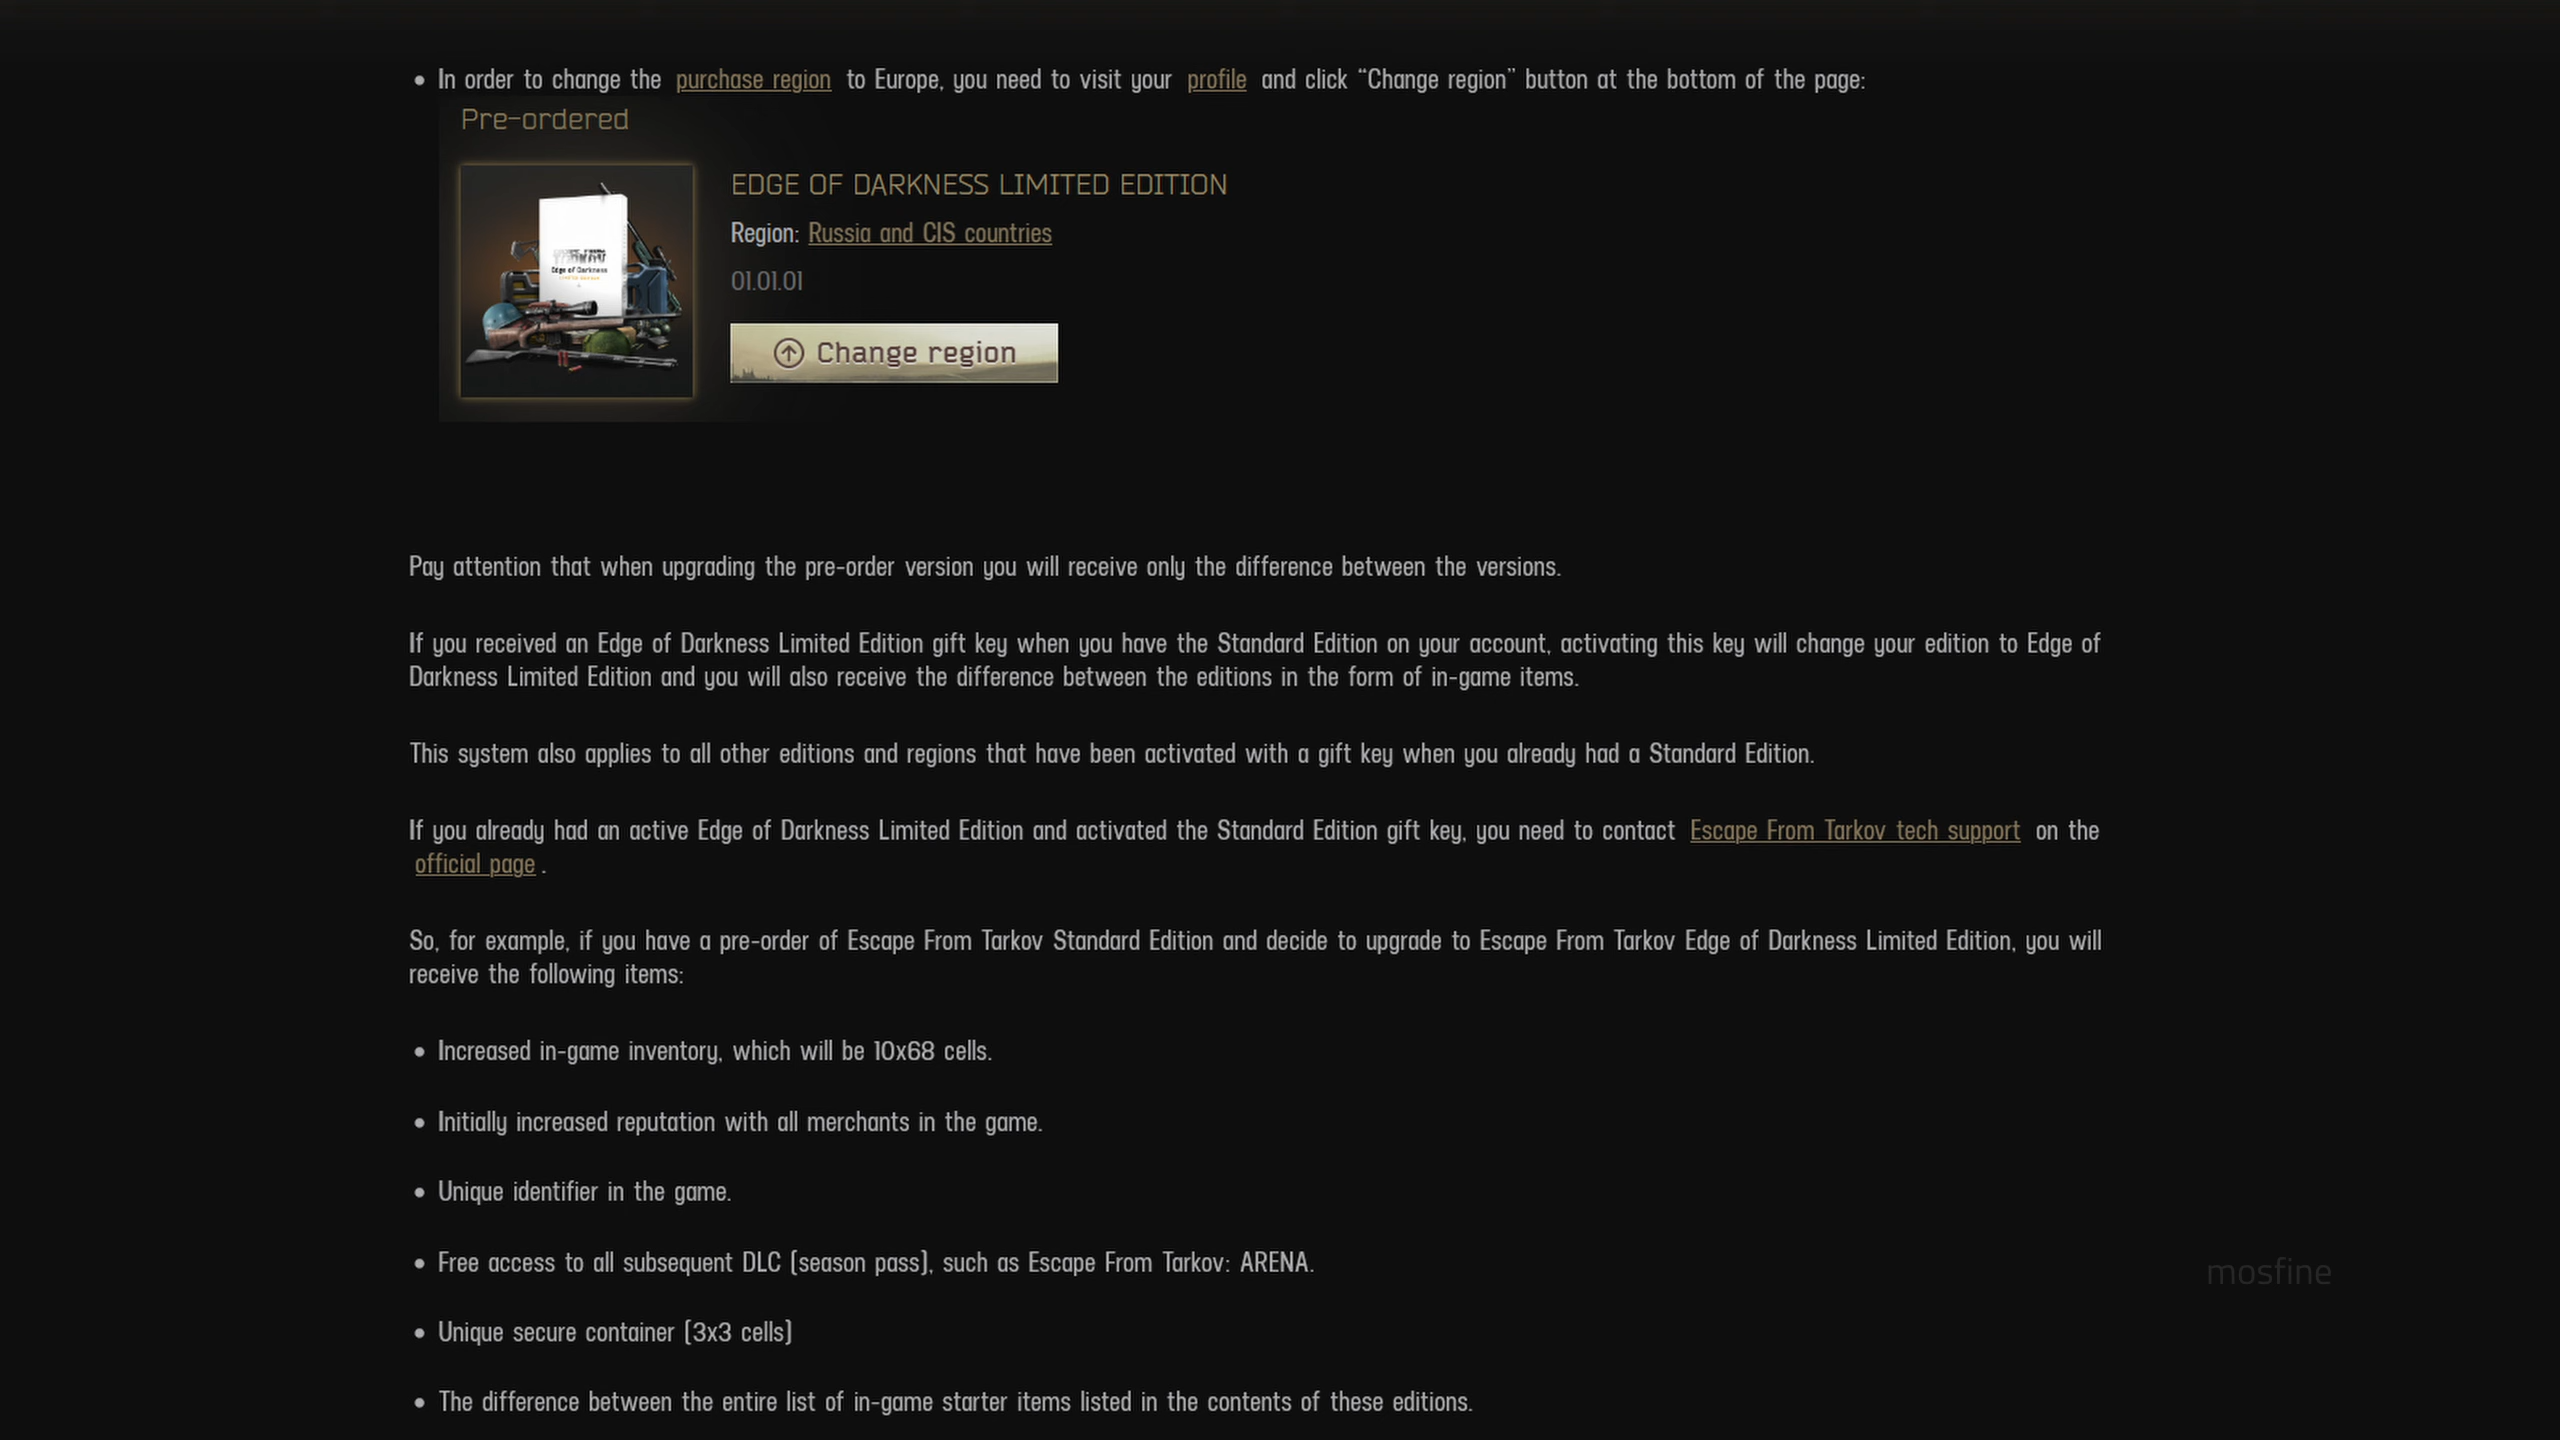 • In order to change the purchase region to Europe, you need to visit your profile and click “Change region” button at the bottom of the page:
Pre-ordered
EDGE OF DARKNESS LIMITED EDITION
Region: Russia and CIS countries
01.01.01
Change region
Edge of Darkness
Pay attention that when upgrading the pre-order version you will receive only the difference between the versions.
If you received an Edge of Darkness Limited Edition gift key when you have the Standard Edition on your account, activating this key will change your edition to Edge of
Darkness Limited Edition and you will also receive the difference between the editions in the form of in-game items.
This system also applies to all other editions and regions that have been activated with a gift key when you already had a Standard Edition.
If you already had an active Edge of Darkness Limited Edition and activated the Standard Edition gift key, you need to contact Escape From Tarkov tech support on the
official page .
So, for example, if you have a pre-order of Escape From Tarkov Standard Edition and decide to upgrade to Escape From Tarkov Edge of Darkness Limited Edition, you will
receive the following items:
• Increased in-game inventory, which will be 10x68 cells.
• Initially increased reputation with all merchants in the game.
• Unique identifier in the game.
• Free access to all subsequent DLC (season pass), such as Escape From Tarkov: ARENA.
mosfine
• Unique secure container (3x3 cells)
• The difference between the entire list of in-game starter items listed in the contents of these editions.